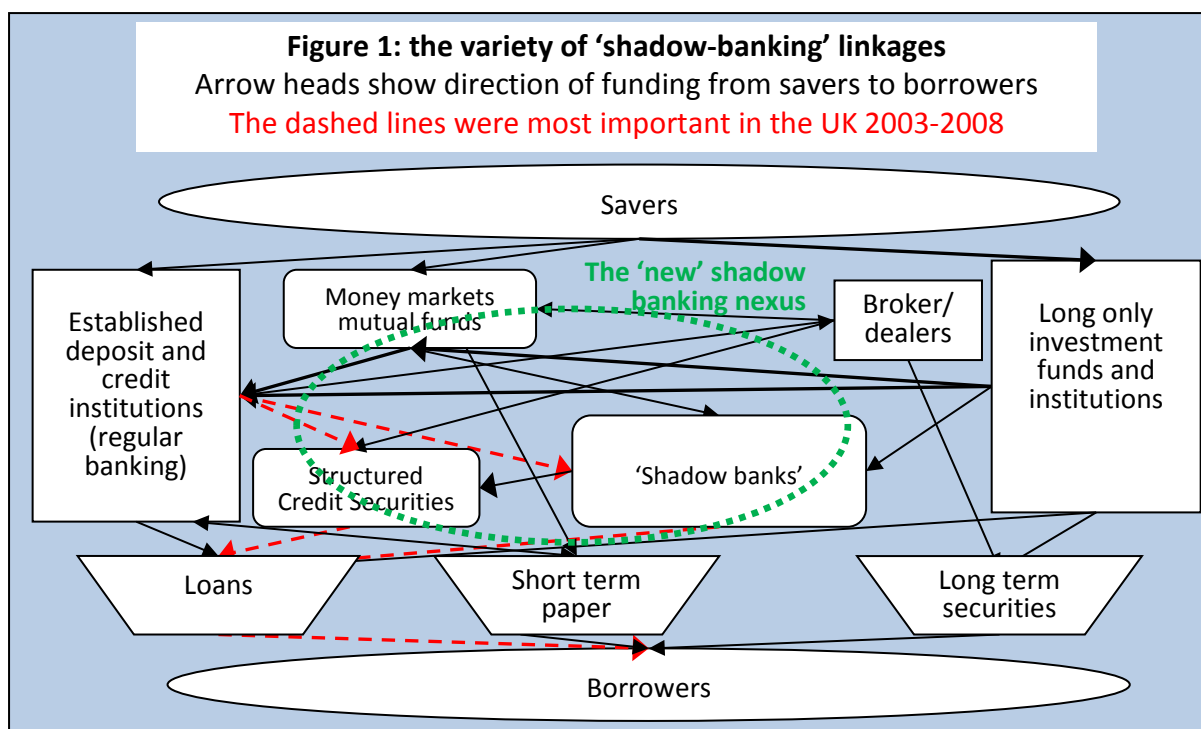 Figure 1: the variety of ‘shadow-banking’ linkages
Arrow heads show direction of funding from savers to borrowers
The dashed lines were most important in the UK 2003-2008
Savers
The ‘new’ shadow
banking nexus
Money markets
mutual funds
Broker/
dealers
Established
deposit and
credit
institutions
(regular
banking)
Long only
investment
funds and
institutions
Structured
Credit Securities
‘Shadow banks’
Loans
Short term
paper
Long term
securities
Borrowers